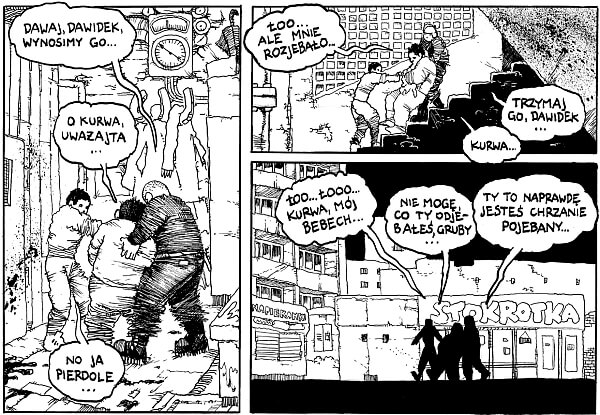 DAWAJ, DAWIDEK,
WYNOSIMY GO...
O KURWA,
UWAŻAJTA
...
NO JA
PIERDOLE...
ŁOO...
ALE MNIE
ROZJEBAŁO...
TRZYMAJ
GO, DAWIDEK
...
KURWA...
ŁOO...ŁOOO...
KURWA, MÓJ
BEBECH...
NIE MOGĘ,
CO TY ODJE-
BAŁEŚ, GRUBY
...
TY TO NAPRAWDĘ
JESTEŚ CHRZANIE
POJEBANY...
STOKROTKA